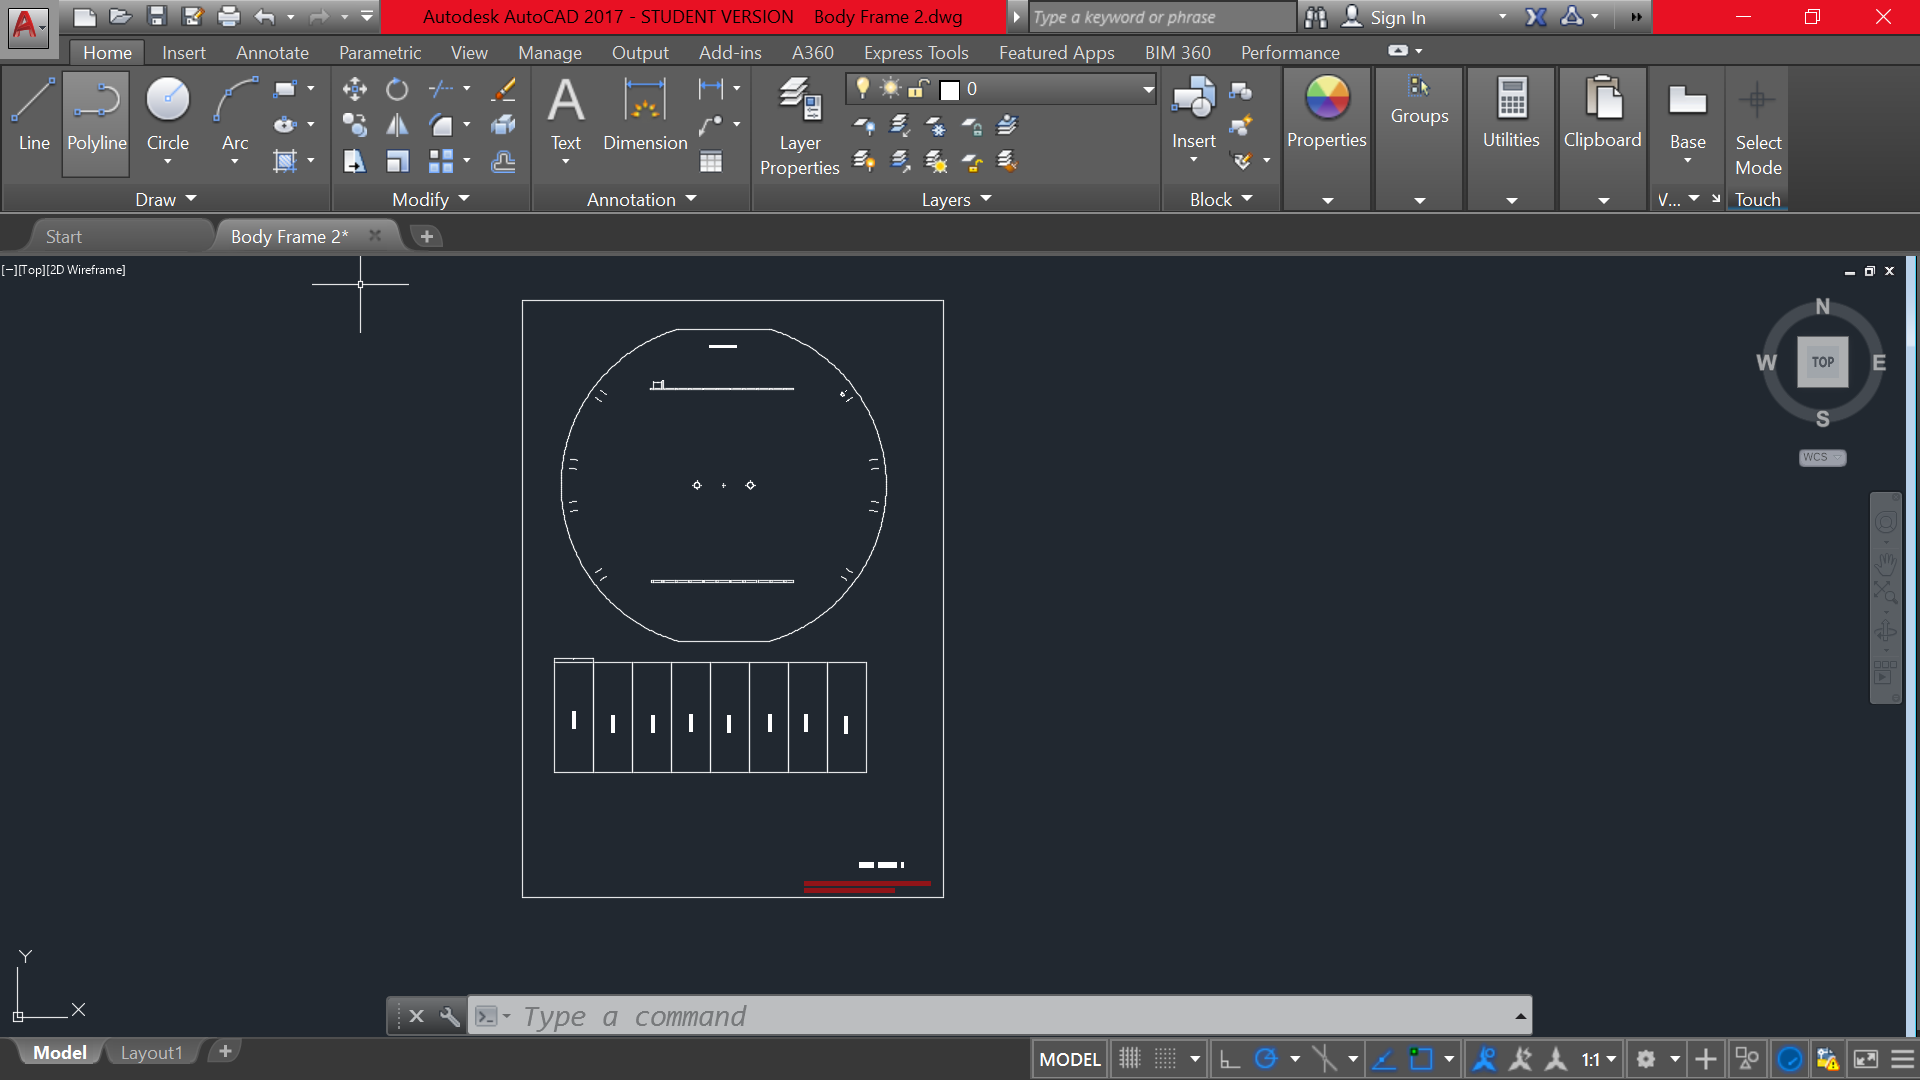 Autodesk AutoCAD 2017 - STUDENT VERSION Body Frame 2.dwg
Type a keyword or phrase
Sign In
Home Insert Annotate Parametric View Manage Output Add-ins A360 Express Tools Featured Apps BIM 360 Performance
Line Polyline Circle Arc
Text Dimension
Layer Properties
0
Insert
Properties Groups Utilities Clipboard Base
Select Mode
Draw Modify Annotation Layers Block V... Touch
Start Body Frame 2*
[−][Top][2D Wireframe]
N
W TOP E
S
WCS
Y
X
Type a command
Model Layout1
MODEL 1:1